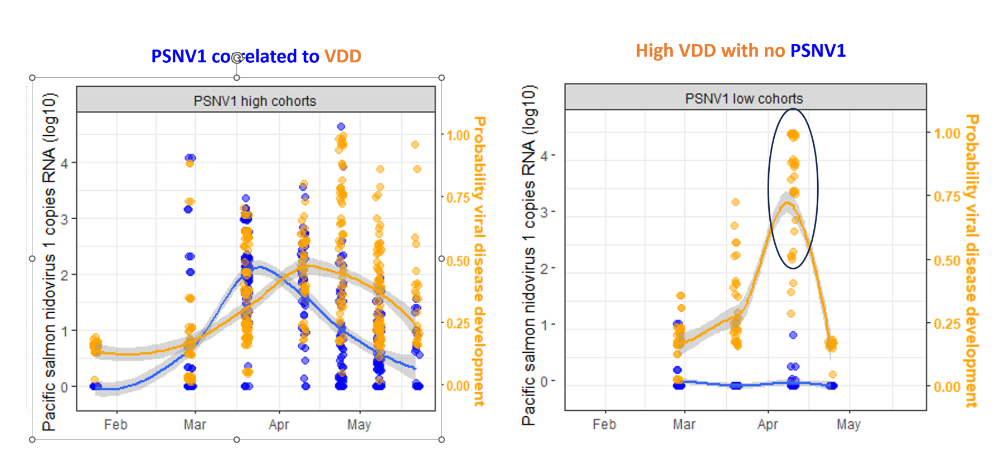 PSNV1 correlated to VDD
High VDD with no PSNV1
PSNV1 high cohorts
Pacific salmon nidovirus 1 copies RNA (log10)
4
3
2
1
0
1.00
0.75
0.50
0.25
0.00
Probability viral disease development
Feb Mar Apr May
PSNV1 low cohorts
Pacific salmon nidovirus 1 copies RNA (log10)
4
3
2
1
0
1.00
0.75
0.50
0.25
0.00
Probability viral disease development
Feb Mar Apr May